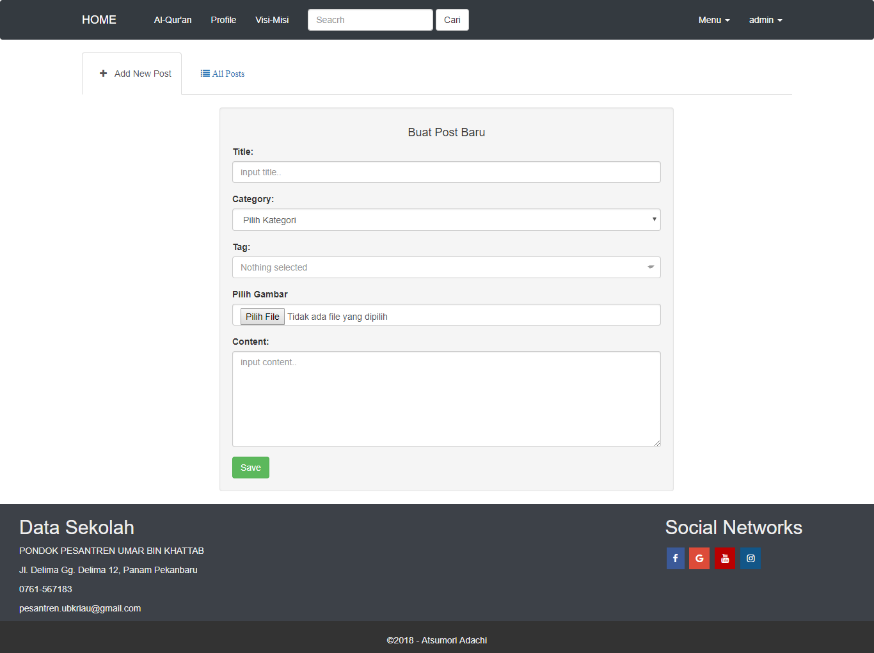 HOME Al-Qur'an Profile Visi-Misi Seacrh Cari Menu admin
Add New Post All Posts
Buat Post Baru
Title:
input title..
Category:
Pilih Kategori
Tag:
Nothing selected
Pilih Gambar
Pilih File Tidak ada file yang dipilih
Content:
input content..
Save
Data Sekolah
PONDOK PESANTREN UMAR BIN KHATTAB
Jl. Delima Gg. Delima 12, Panam Pekanbaru
0761-567183
pesantren.ubkriau@gmail.com
Social Networks
©2018 - Atsumori Adachi